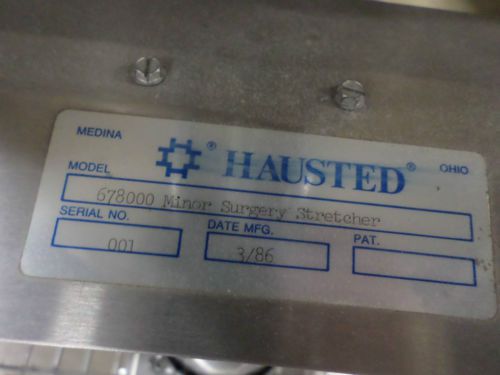 MEDINA
® HAUSTED® OHIO
MODEL
678000 Minor Surgery Stretcher
SERIAL NO. DATE MFG. PAT.
001 3/86